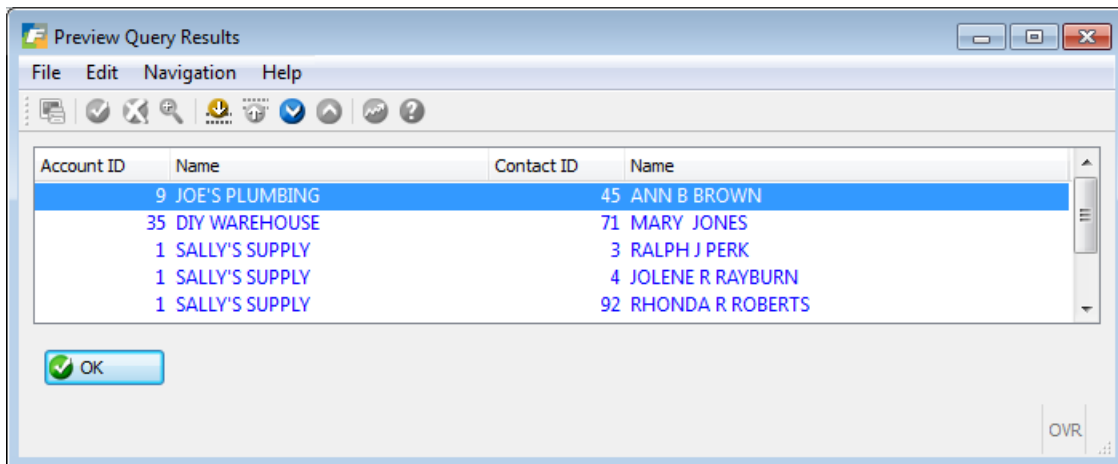 Preview Query Results
File Edit Navigation Help
Account ID Name Contact ID Name
9 JOE'S PLUMBING 45 ANN B BROWN
35 DIY WAREHOUSE 71 MARY JONES
1 SALLY'S SUPPLY 3 RALPH J PERK
1 SALLY'S SUPPLY 4 JOLENE R RAYBURN
1 SALLY'S SUPPLY 92 RHONDA R ROBERTS
OK
OVR